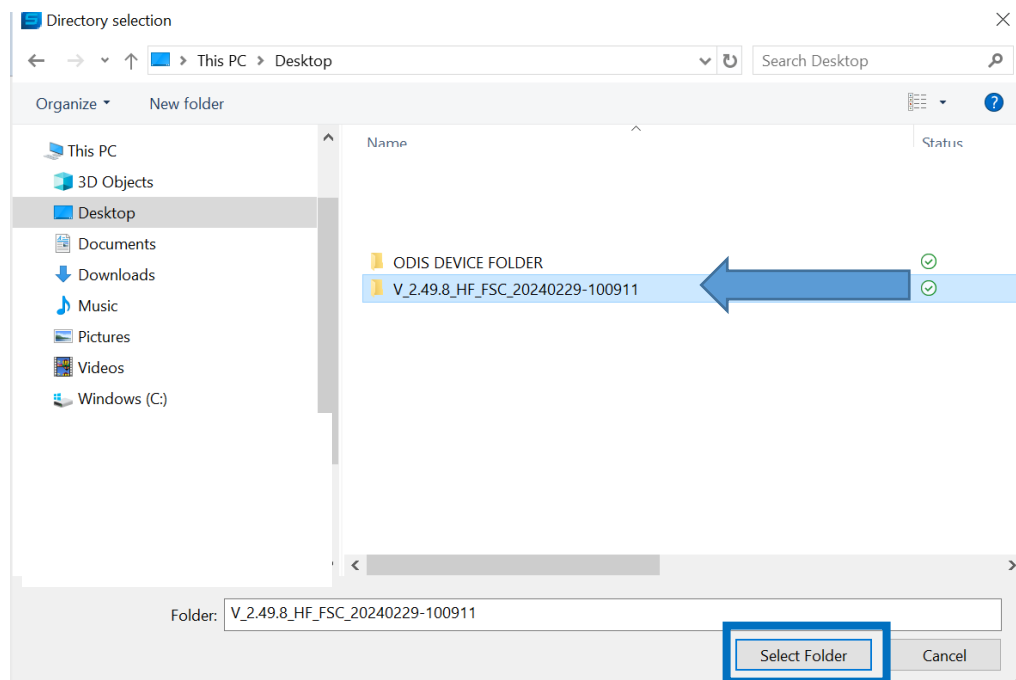 Directory selection
This PC > Desktop
Search Desktop
Organize
New folder
?
Name
Status
This PC
3D Objects
Desktop
Documents
Downloads
Music
Pictures
Videos
Windows (C:)
ODIS DEVICE FOLDER
V_2.49.8_HF_FSC_20240229-100911
Folder: V_2.49.8_HF_FSC_20240229-100911
Select Folder
Cancel